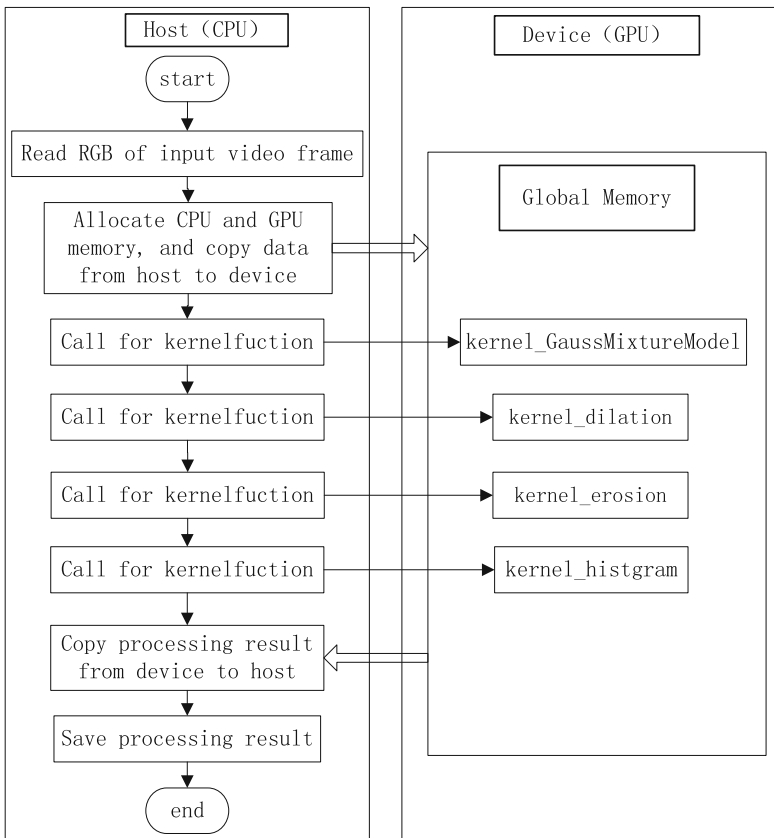 Host（CPU）
start
Read RGB of input video frame
Allocate CPU and GPU
memory, and copy data
from host to device
Call for kernelfuction
Call for kernelfuction
Call for kernelfuction
Call for kernelfuction
Copy processing result
from device to host
Save processing result
end
Device（GPU）
Global Memory
kernel_GaussMixtureModel
kernel_dilation
kernel_erosion
kernel_histgram